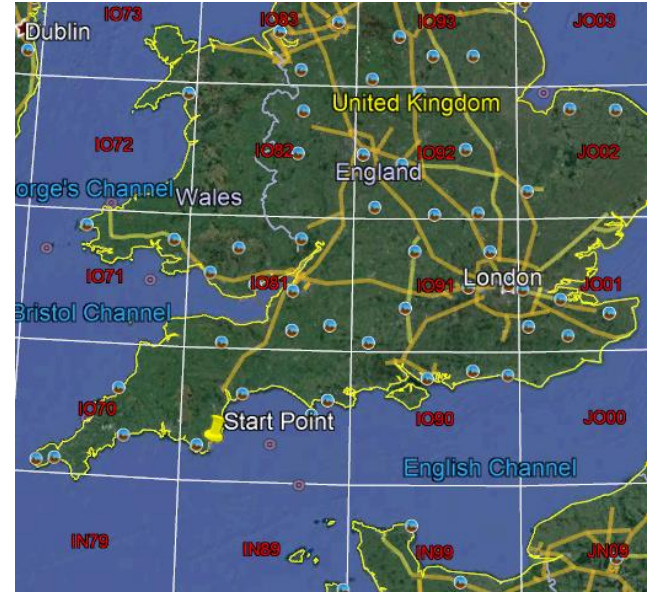 IO73
IO83
IO93
JO03
Dublin
United Kingdom
IO72
IO82
IO92
JO02
England
orge's Channel
Wales
IO71
IO81
London
IO91
JO01
Bristol Channel
IO70
Start Point
IO90
JO00
English Channel
IN79
IN89
IN99
JN09